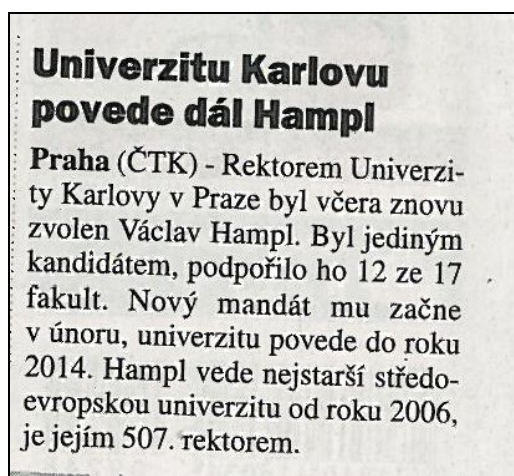 Univerzitu Karlovu
povede dál Hampl
Praha (ČTK) - Rektorem Univerzi-
ty Karlovy v Praze byl včera znovu
zvolen Václav Hampl. Byl jediným
kandidátem, podpořilo ho 12 ze 17
fakult. Nový mandát mu začne
v únoru, univerzitu povede do roku
2014. Hampl vede nejstarší středo-
evropskou univerzitu od roku 2006,
je jejím 507. rektorem.